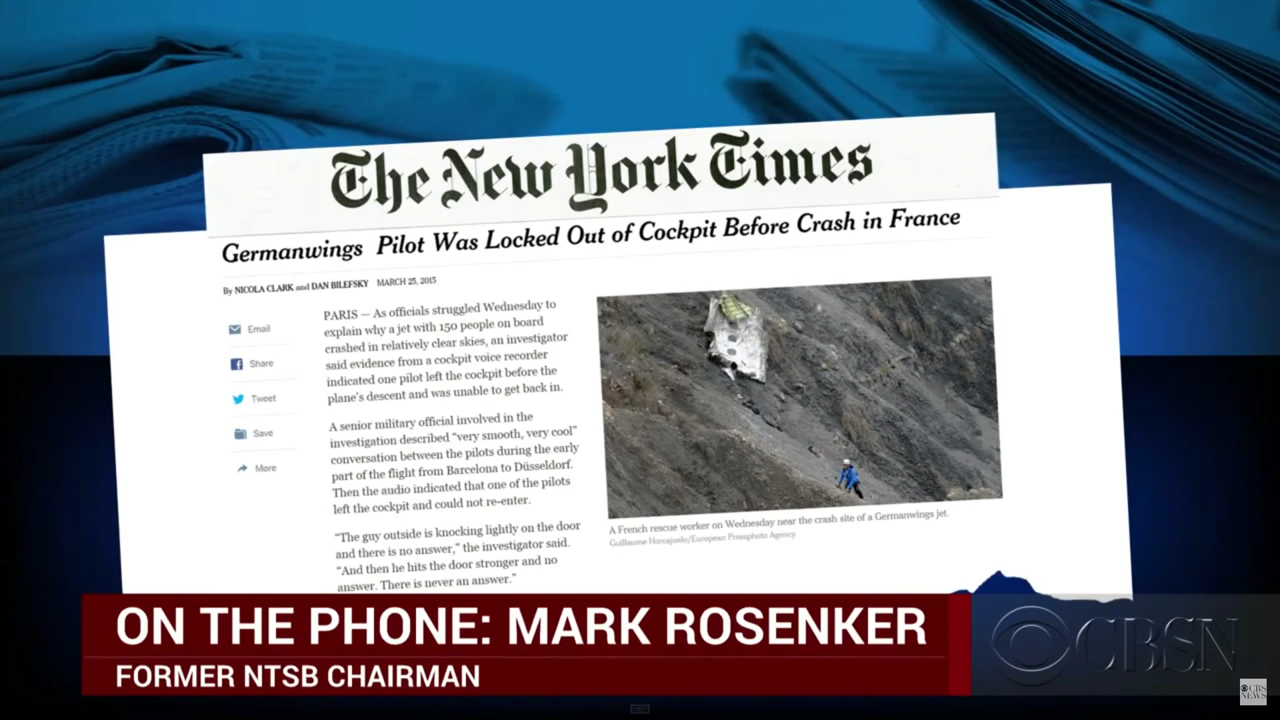 The New York Times
Germanwings Pilot Was Locked Out of Cockpit Before Crash in France
By NICOLA CLARK and DAN BILEFSKY MARCH 25, 2015
Email
Share
Tweet
Save
More
PARIS — As officials struggled Wednesday to
explain why a jet with 150 people on board
crashed in relatively clear skies, an investigator
said evidence from a cockpit voice recorder
indicated one pilot left the cockpit before the
plane's descent and was unable to get back in.
A senior military official involved in the
investigation described “very smooth, very cool”
conversation between the pilots during the early
part of the flight from Barcelona to Düsseldorf.
Then the audio indicated that one of the pilots
left the cockpit and could not re-enter.
“The guy outside is knocking lightly on the door
and there is no answer,” the investigator said.
“And then he hits the door stronger and no
answer. There is never an answer.”
A French rescue worker on Wednesday near the crash site of a Germanwings jet.
Guillaume Horcajuelo/European Pressphoto Agency
ON THE PHONE: MARK ROSENKER
FORMER NTSB CHAIRMAN
CBSN
CBS
NEWS